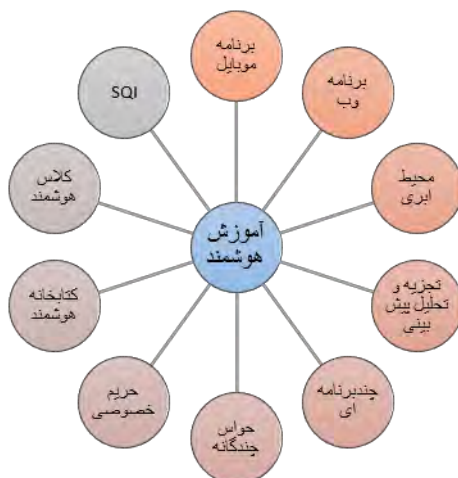 برنامه
موبایل
برنامه
وب
محیط
ابری
تجزیه و
تحلیل پیش
بینی
چندبرنامه
ای
حواس
چندگانه
حریم
خصوصی
کتابخانه
هوشمند
کلاس
هوشمند
SQI
آموزش
هوشمند